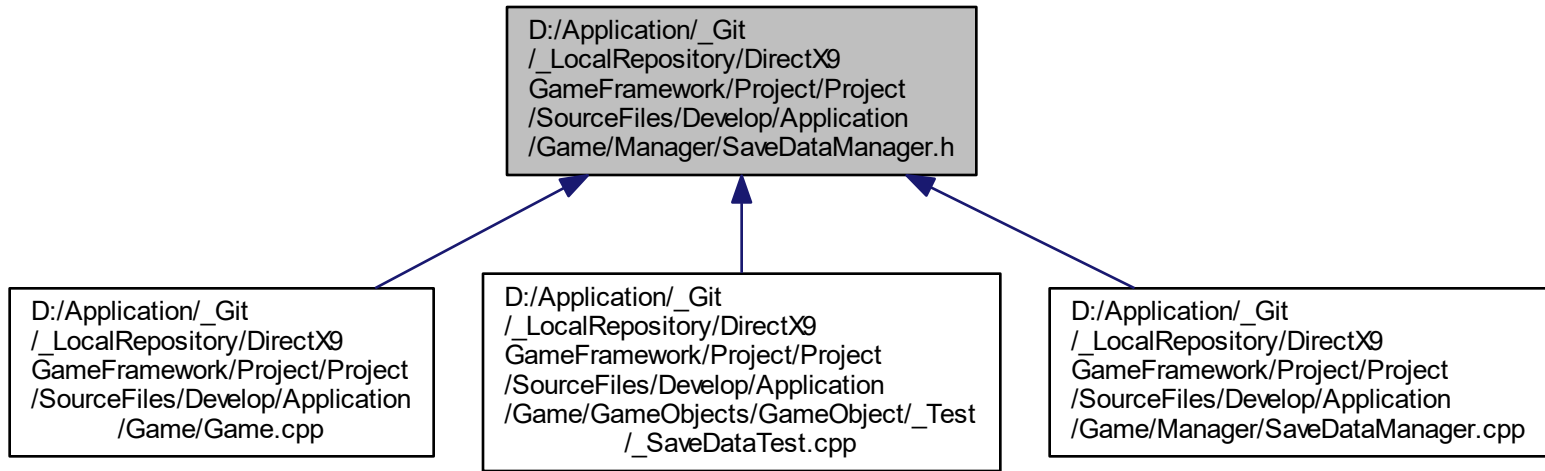 D:/Application/_Git
/_LocalRepository/DirectX9
GameFramework/Project/Project
/SourceFiles/Develop/Application
/Game/Manager/SaveDataManager.h
D:/Application/_Git
/_LocalRepository/DirectX9
GameFramework/Project/Project
/SourceFiles/Develop/Application
/Game/Game.cpp
D:/Application/_Git
/_LocalRepository/DirectX9
GameFramework/Project/Project
/SourceFiles/Develop/Application
/Game/GameObjects/GameObject/_Test
/_SaveDataTest.cpp
D:/Application/_Git
/_LocalRepository/DirectX9
GameFramework/Project/Project
/SourceFiles/Develop/Application
/Game/Manager/SaveDataManager.cpp